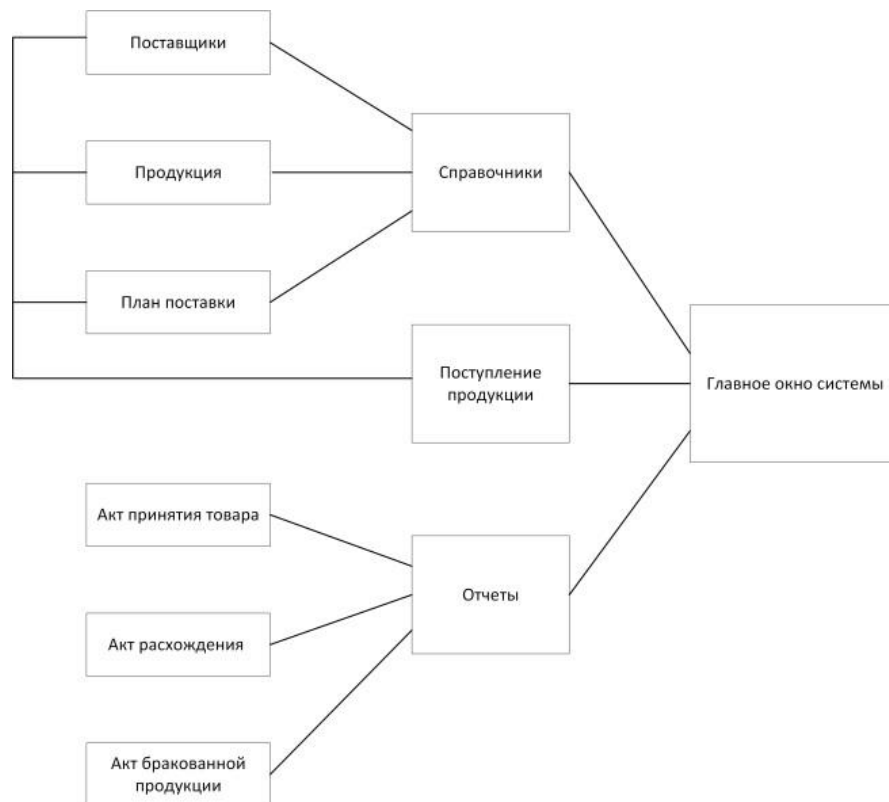 Поставщики
Продукция
Справочники
План поставки
Поступление
продукции
Главное окно системы
Акт принятия товара
Отчеты
Акт расхождения
Акт бракованной
продукции